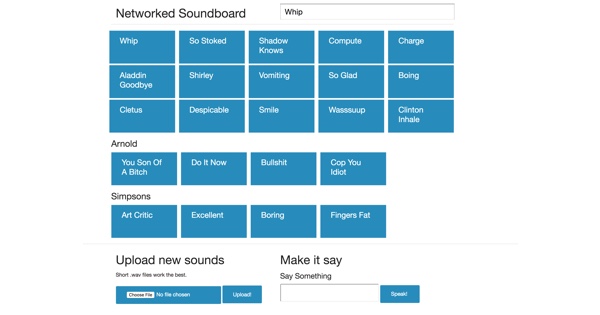 Networked Soundboard
Whip
Whip
So Stoked
Shadow
Knows
Compute
Charge
Aladdin
Goodbye
Shirley
Vomiting
So Glad
Boing
Cletus
Despicable
Smile
Wasssuup
Clinton
Inhale
Arnold
You Son Of
A Bitch
Do It Now
Bullshit
Cop You
Idiot
Simpsons
Art Critic
Excellent
Boring
Fingers Fat
Upload new sounds
Short .wav files work the best.
Choose File No file chosen
Upload!
Make it say
Say Something
Speak!